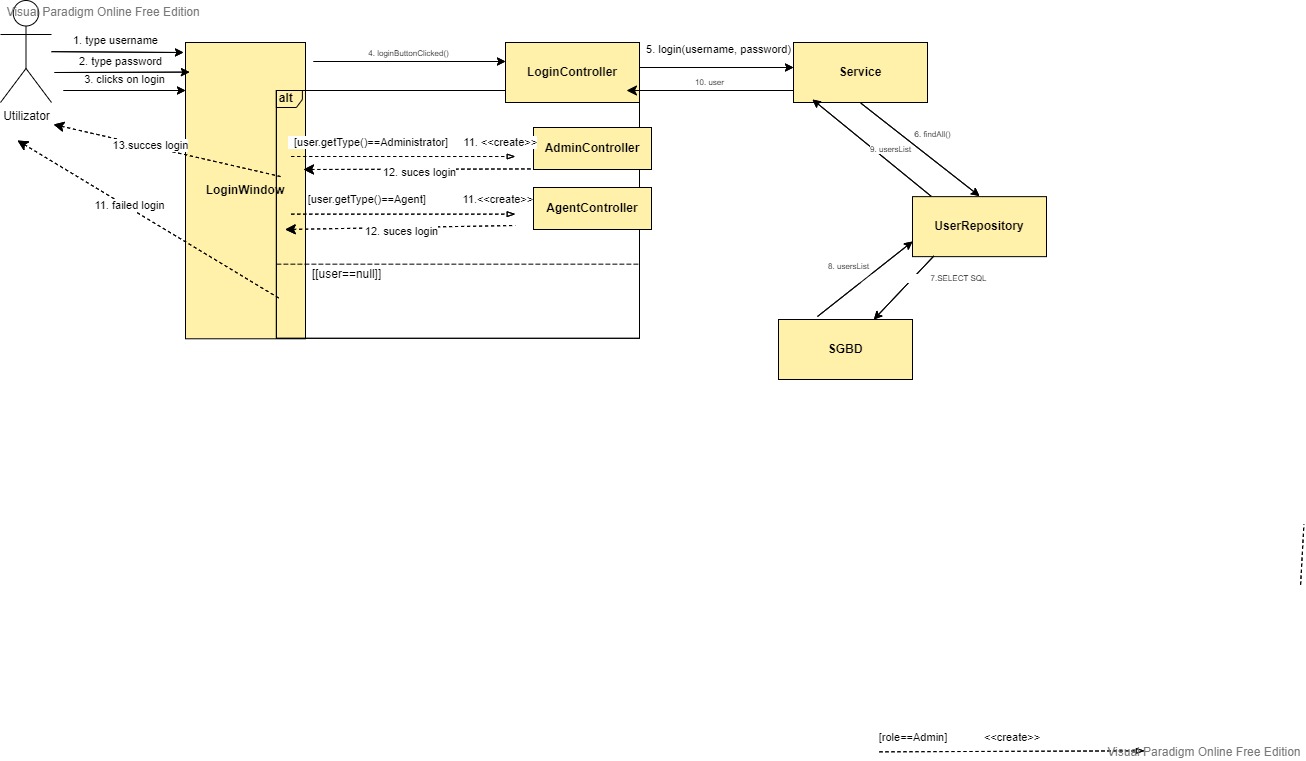 Visual Paradigm Online Free Edition
1. type username
2. type password
3. clicks on login
Utilizator
4. loginButtonClicked()
LoginController
5. login(username, password)
Service
10. user
alt
6. findAll()
9. usersList
13.succes login
[user.getType()==Administrator]
11. <<create>>
AdminController
12. suces login
LoginWindow
[user.getType()==Agent]
11.<<create>>
AgentController
11. failed login
12. suces login
UserRepository
[[user==null]]
8. usersList
7.SELECT SQL
SGBD
[role==Admin]
<<create>>
Visual Paradigm Online Free Edition